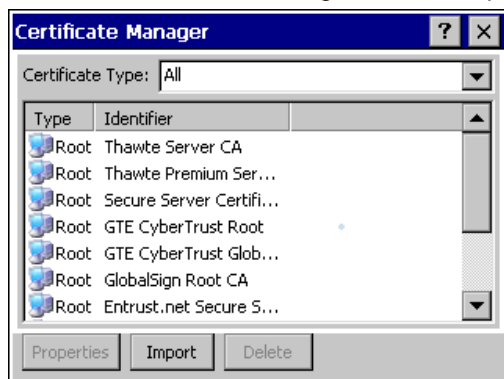 Certificate Manager ? ×
Certificate Type: All
Type Identifier
Root Thawte Server CA
Root Thawte Premium Ser...
Root Secure Server Certifi...
Root GTE CyberTrust Root
Root GTE CyberTrust Glob...
Root GlobalSign Root CA
Root Entrust.net Secure S...
Properties Import Delete